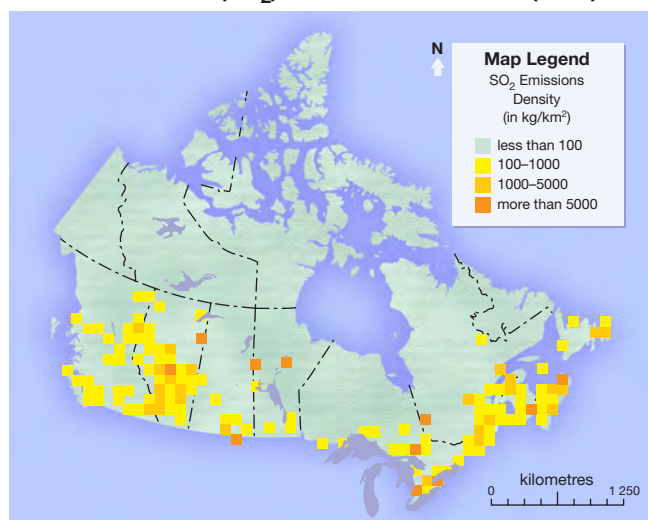 N
Map Legend
SO₂ Emissions
Density
(in kg/km²)
less than 100
100–1000
1000–5000
more than 5000
kilometres
0 1 250